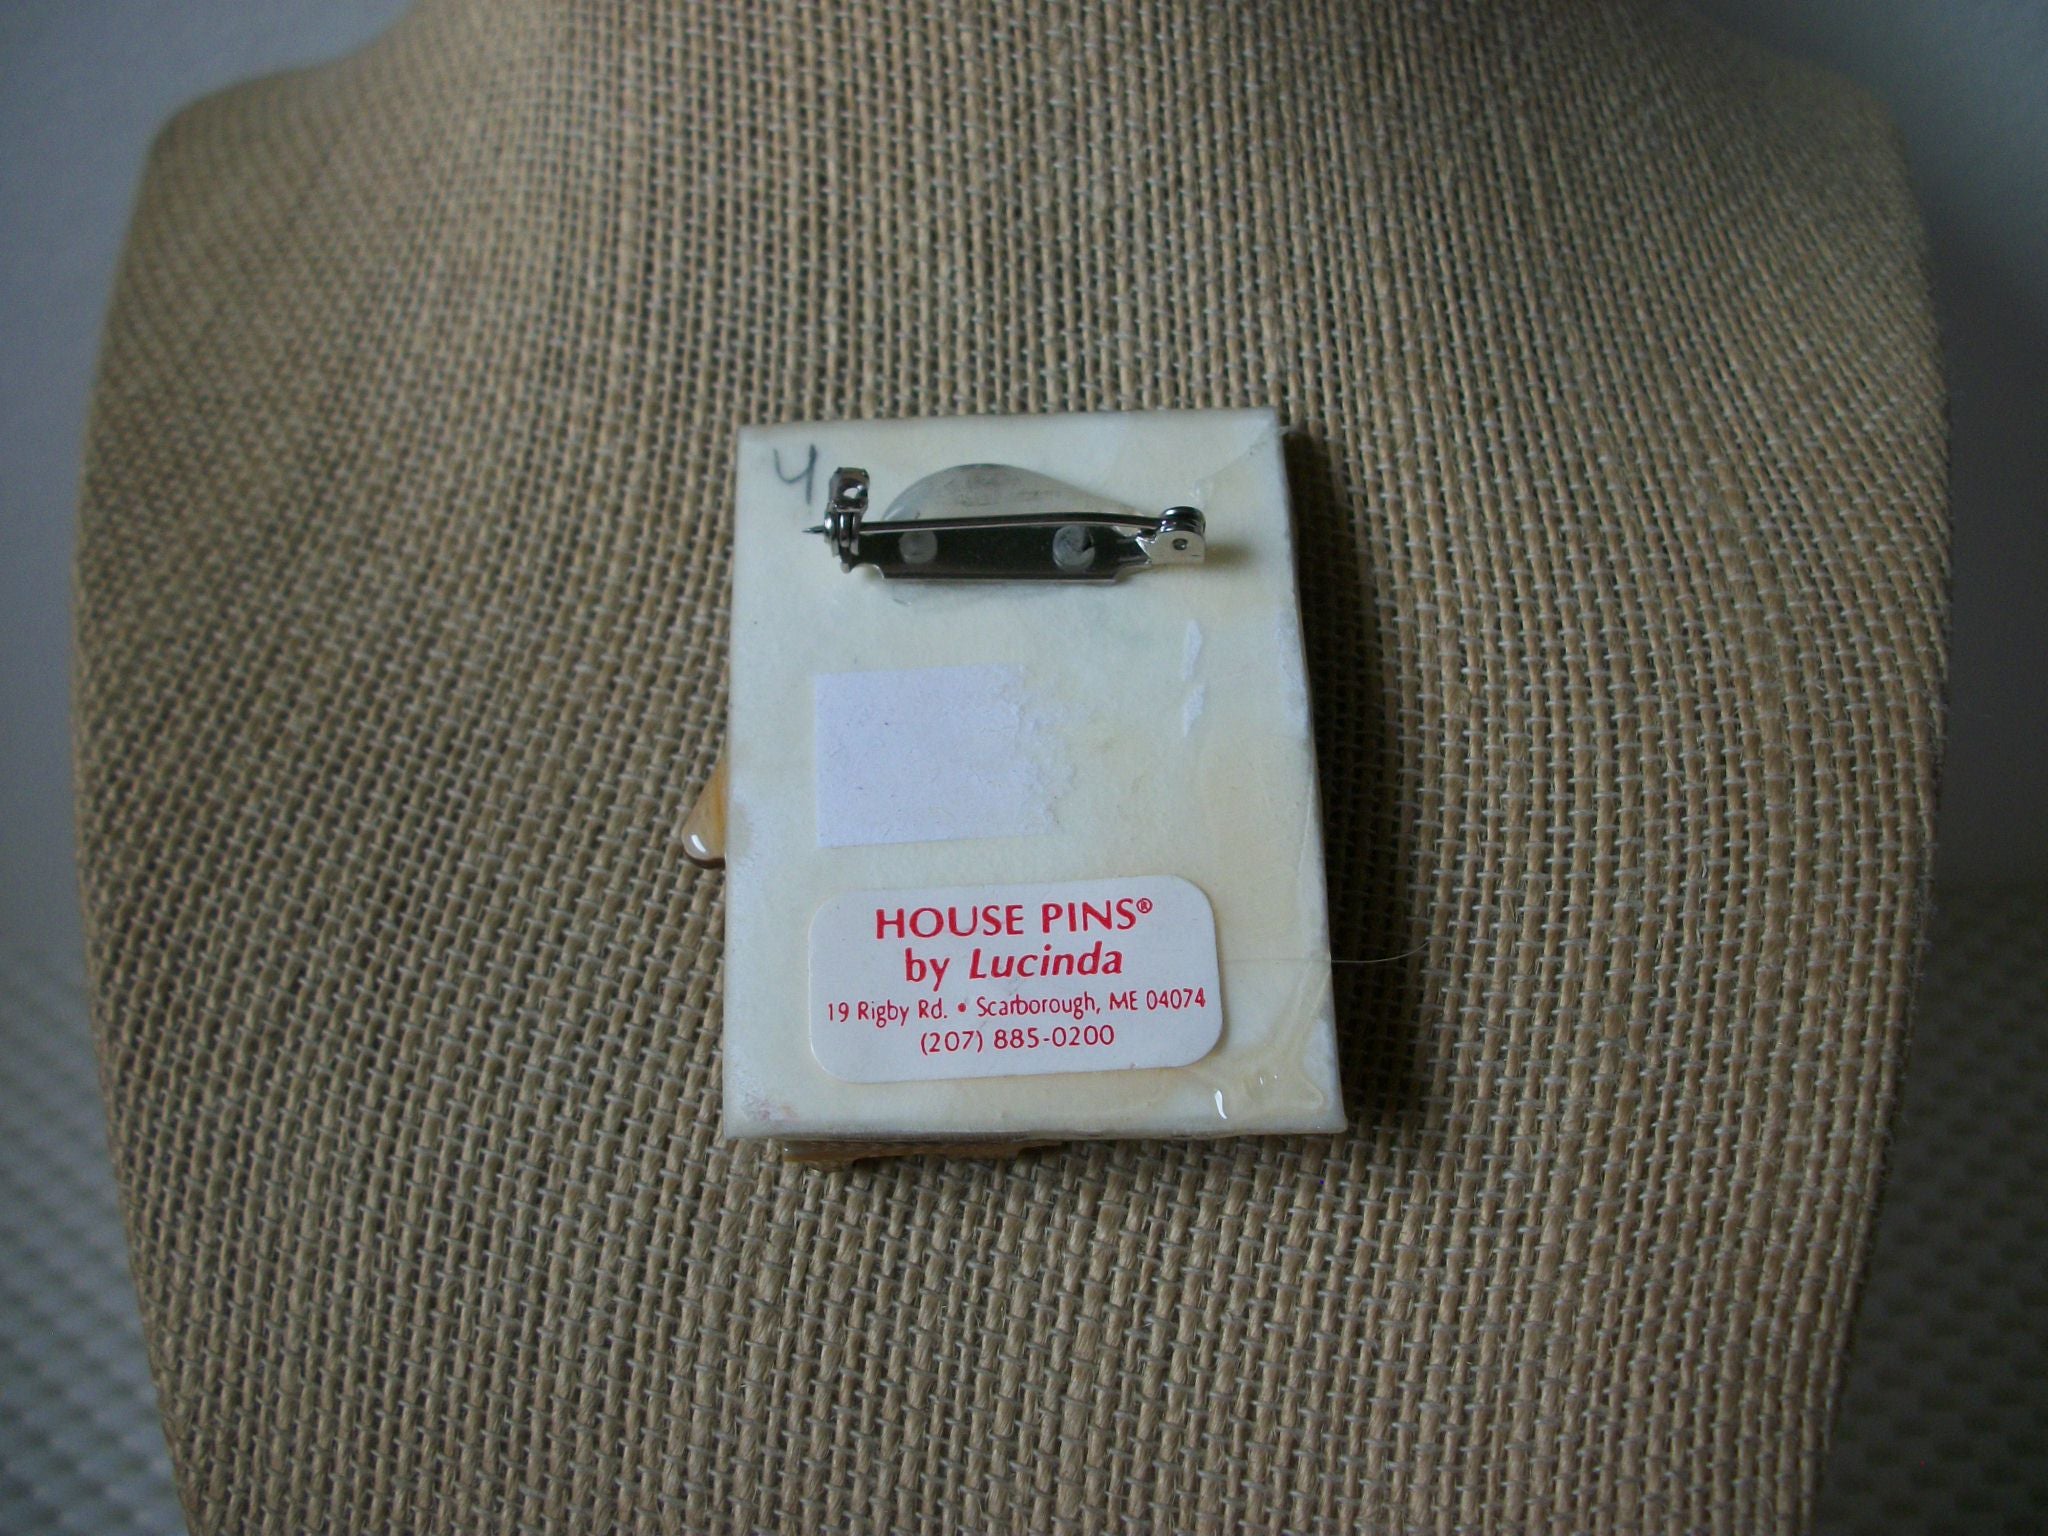 4
HOUSE PINS®
by Lucinda
19 Rigby Rd. • Scarborough, ME 04074
(207) 885-0200